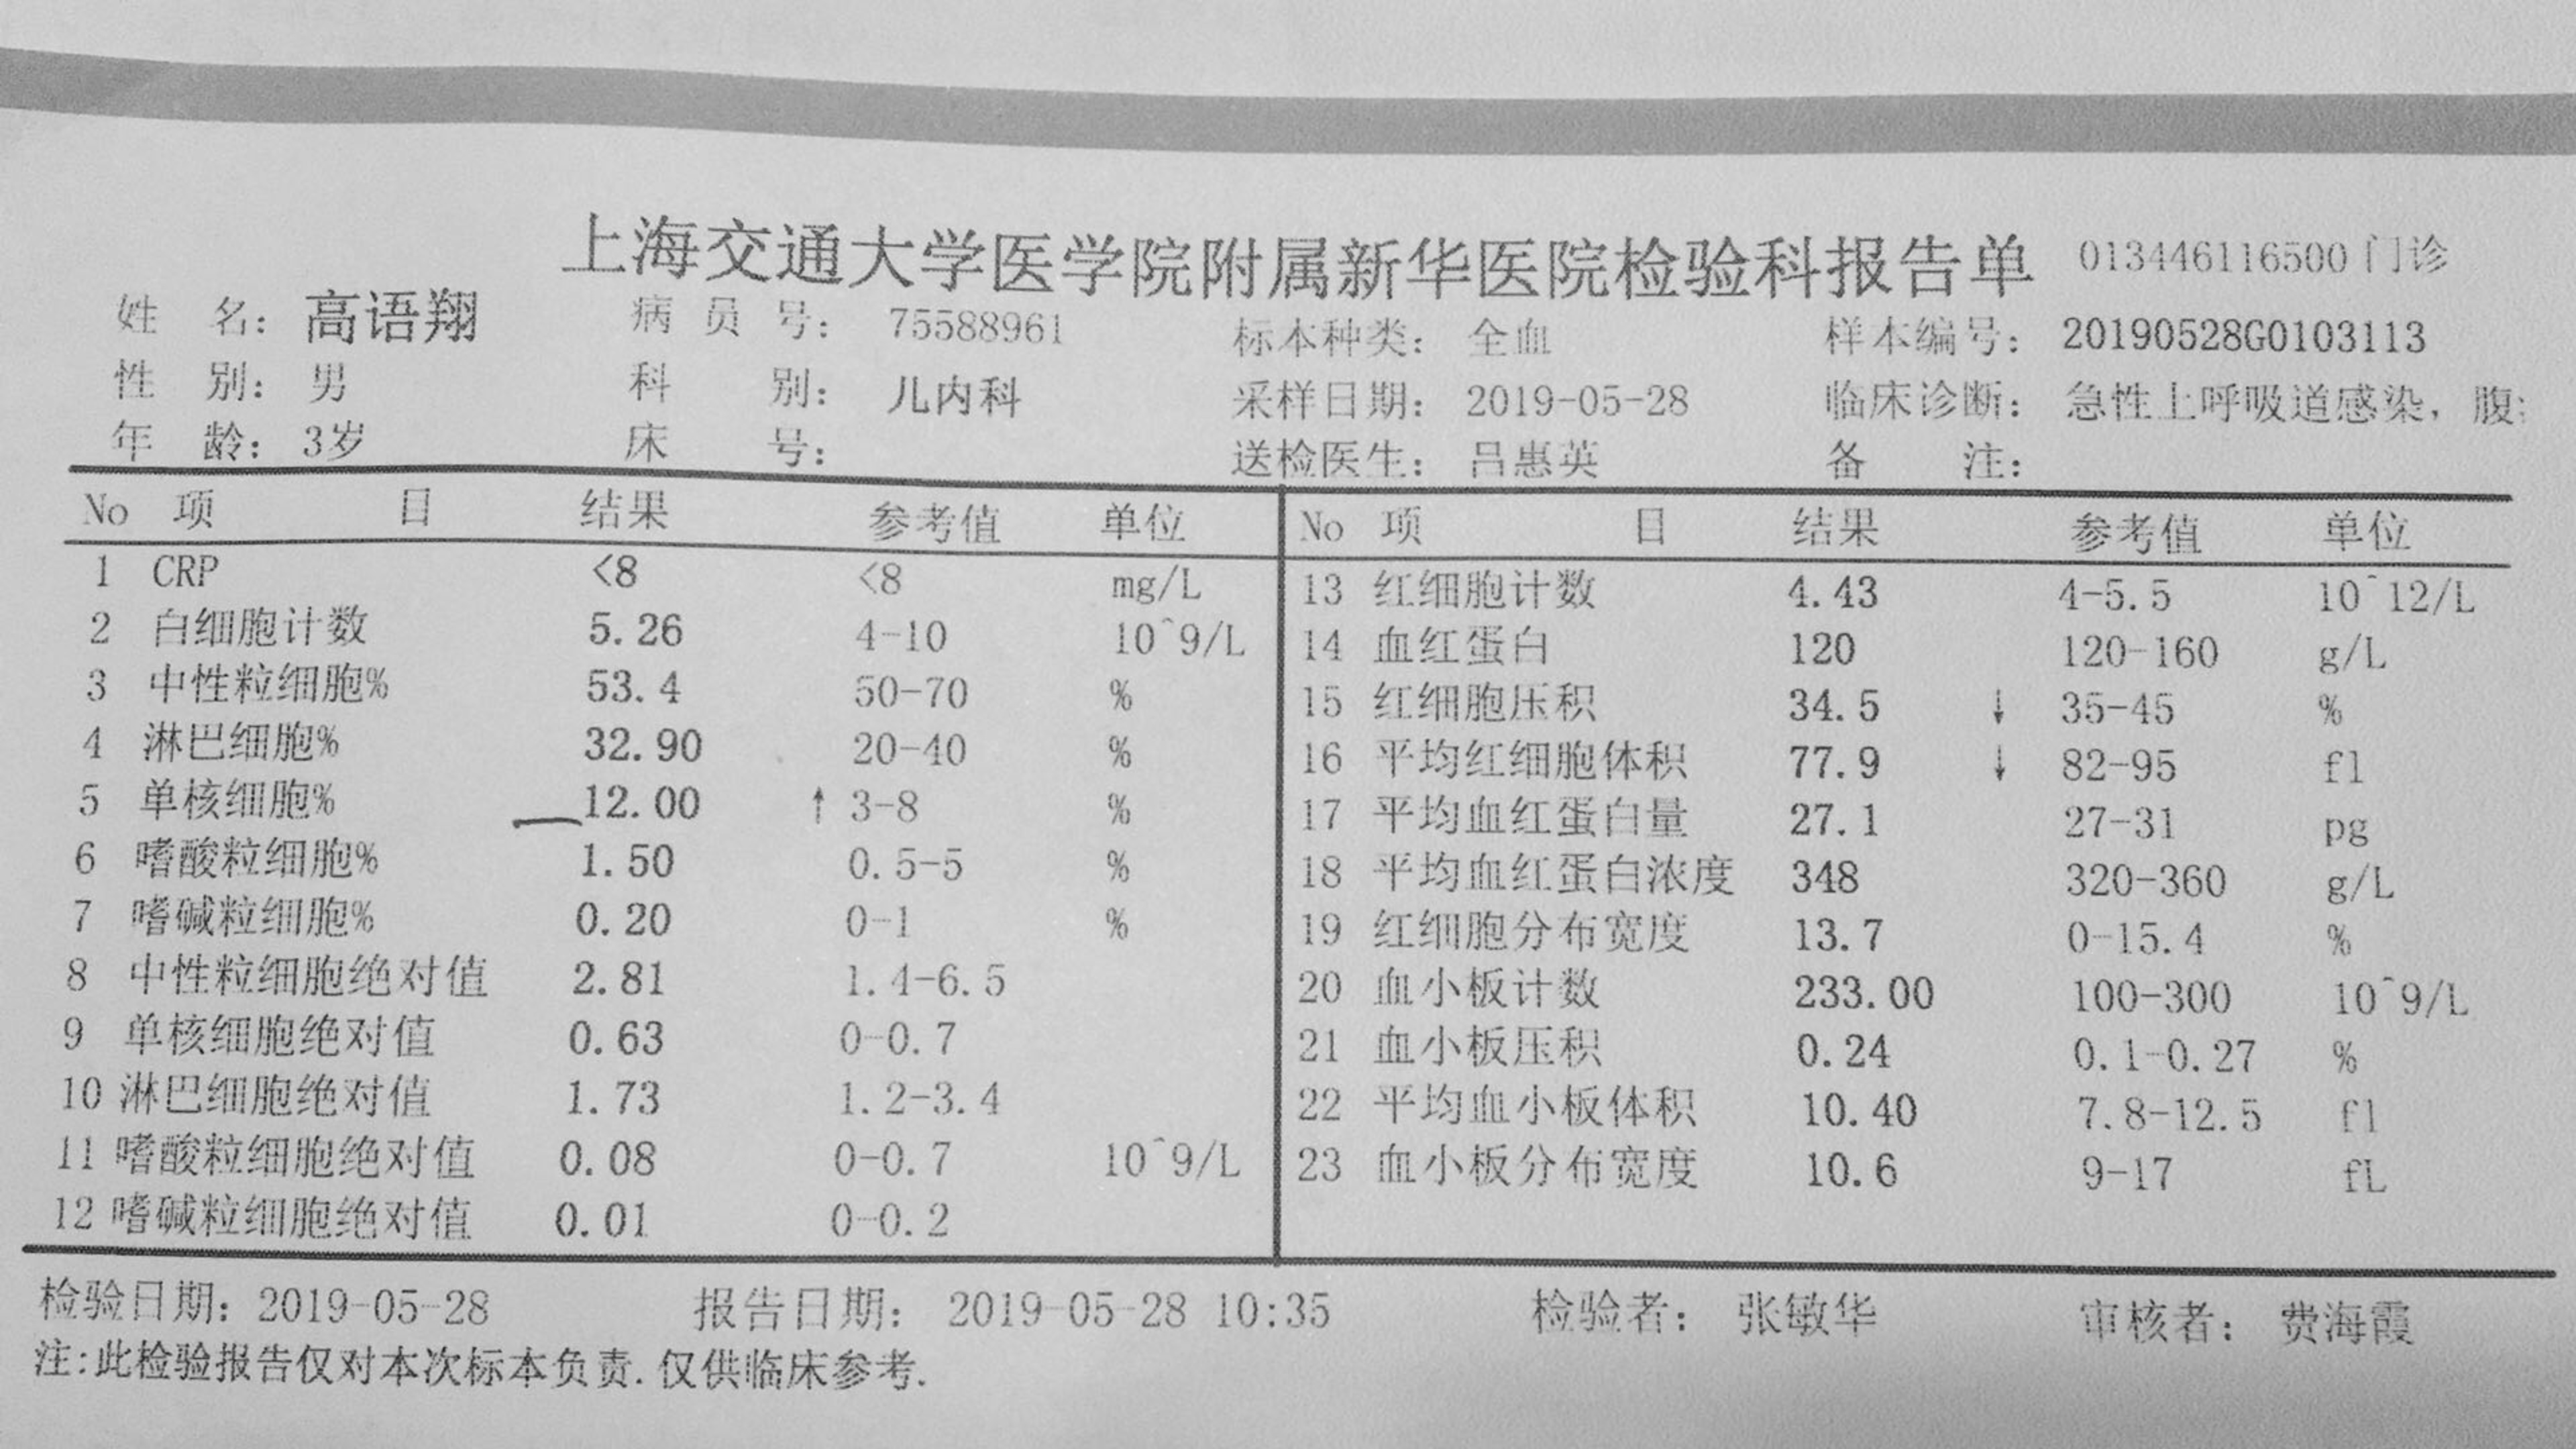 上海交通大学医学院附属新华医院检验科报告单 013446116500 门诊
姓 名: 高语翔 病 员 号: 75588961 标本种类: 全血 样本编号: 20190528G0103113
性 别: 男 科 别: 儿内科 采样日期: 2019-05-28 临床诊断: 急性上呼吸道感染, 腹
年 龄: 3岁 床 号: 送检医生: 吕惠英 备 注:
No 项 目 结果 参考值 单位 No 项 目 结果 参考值 单位
1 CRP <8 <8 mg/L 13 红细胞计数 4.43 4-5.5 10^12/L
2 白细胞计数 5.26 4-10 10^9/L 14 血红蛋白 120 120-160 g/L
3 中性粒细胞% 53.4 50-70 % 15 红细胞压积 34.5 ↓ 35-45 %
4 淋巴细胞% 32.90 20-40 % 16 平均红细胞体积 77.9 ↓ 82-95 fl
5 单核细胞% 12.00 ↑ 3-8 % 17 平均血红蛋白量 27.1 27-31 pg
6 嗜酸粒细胞% 1.50 0.5-5 % 18 平均血红蛋白浓度 348 320-360 g/L
7 嗜碱粒细胞% 0.20 0-1 % 19 红细胞分布宽度 13.7 0-15.4 %
8 中性粒细胞绝对值 2.81 1.4-6.5 20 血小板计数 233.00 100-300 10^9/L
9 单核细胞绝对值 0.63 0-0.7 21 血小板压积 0.24 0.1-0.27 %
10 淋巴细胞绝对值 1.73 1.2-3.4 22 平均血小板体积 10.40 7.8-12.5 fl
11 嗜酸粒细胞绝对值 0.08 0-0.7 10^9/L 23 血小板分布宽度 10.6 9-17 fL
12 嗜碱粒细胞绝对值 0.01 0-0.2
检验日期: 2019-05-28 报告日期: 2019-05-28 10:35 检验者: 张敏华 审核者: 费海霞
注:此检验报告仅对本次标本负责.仅供临床参考.